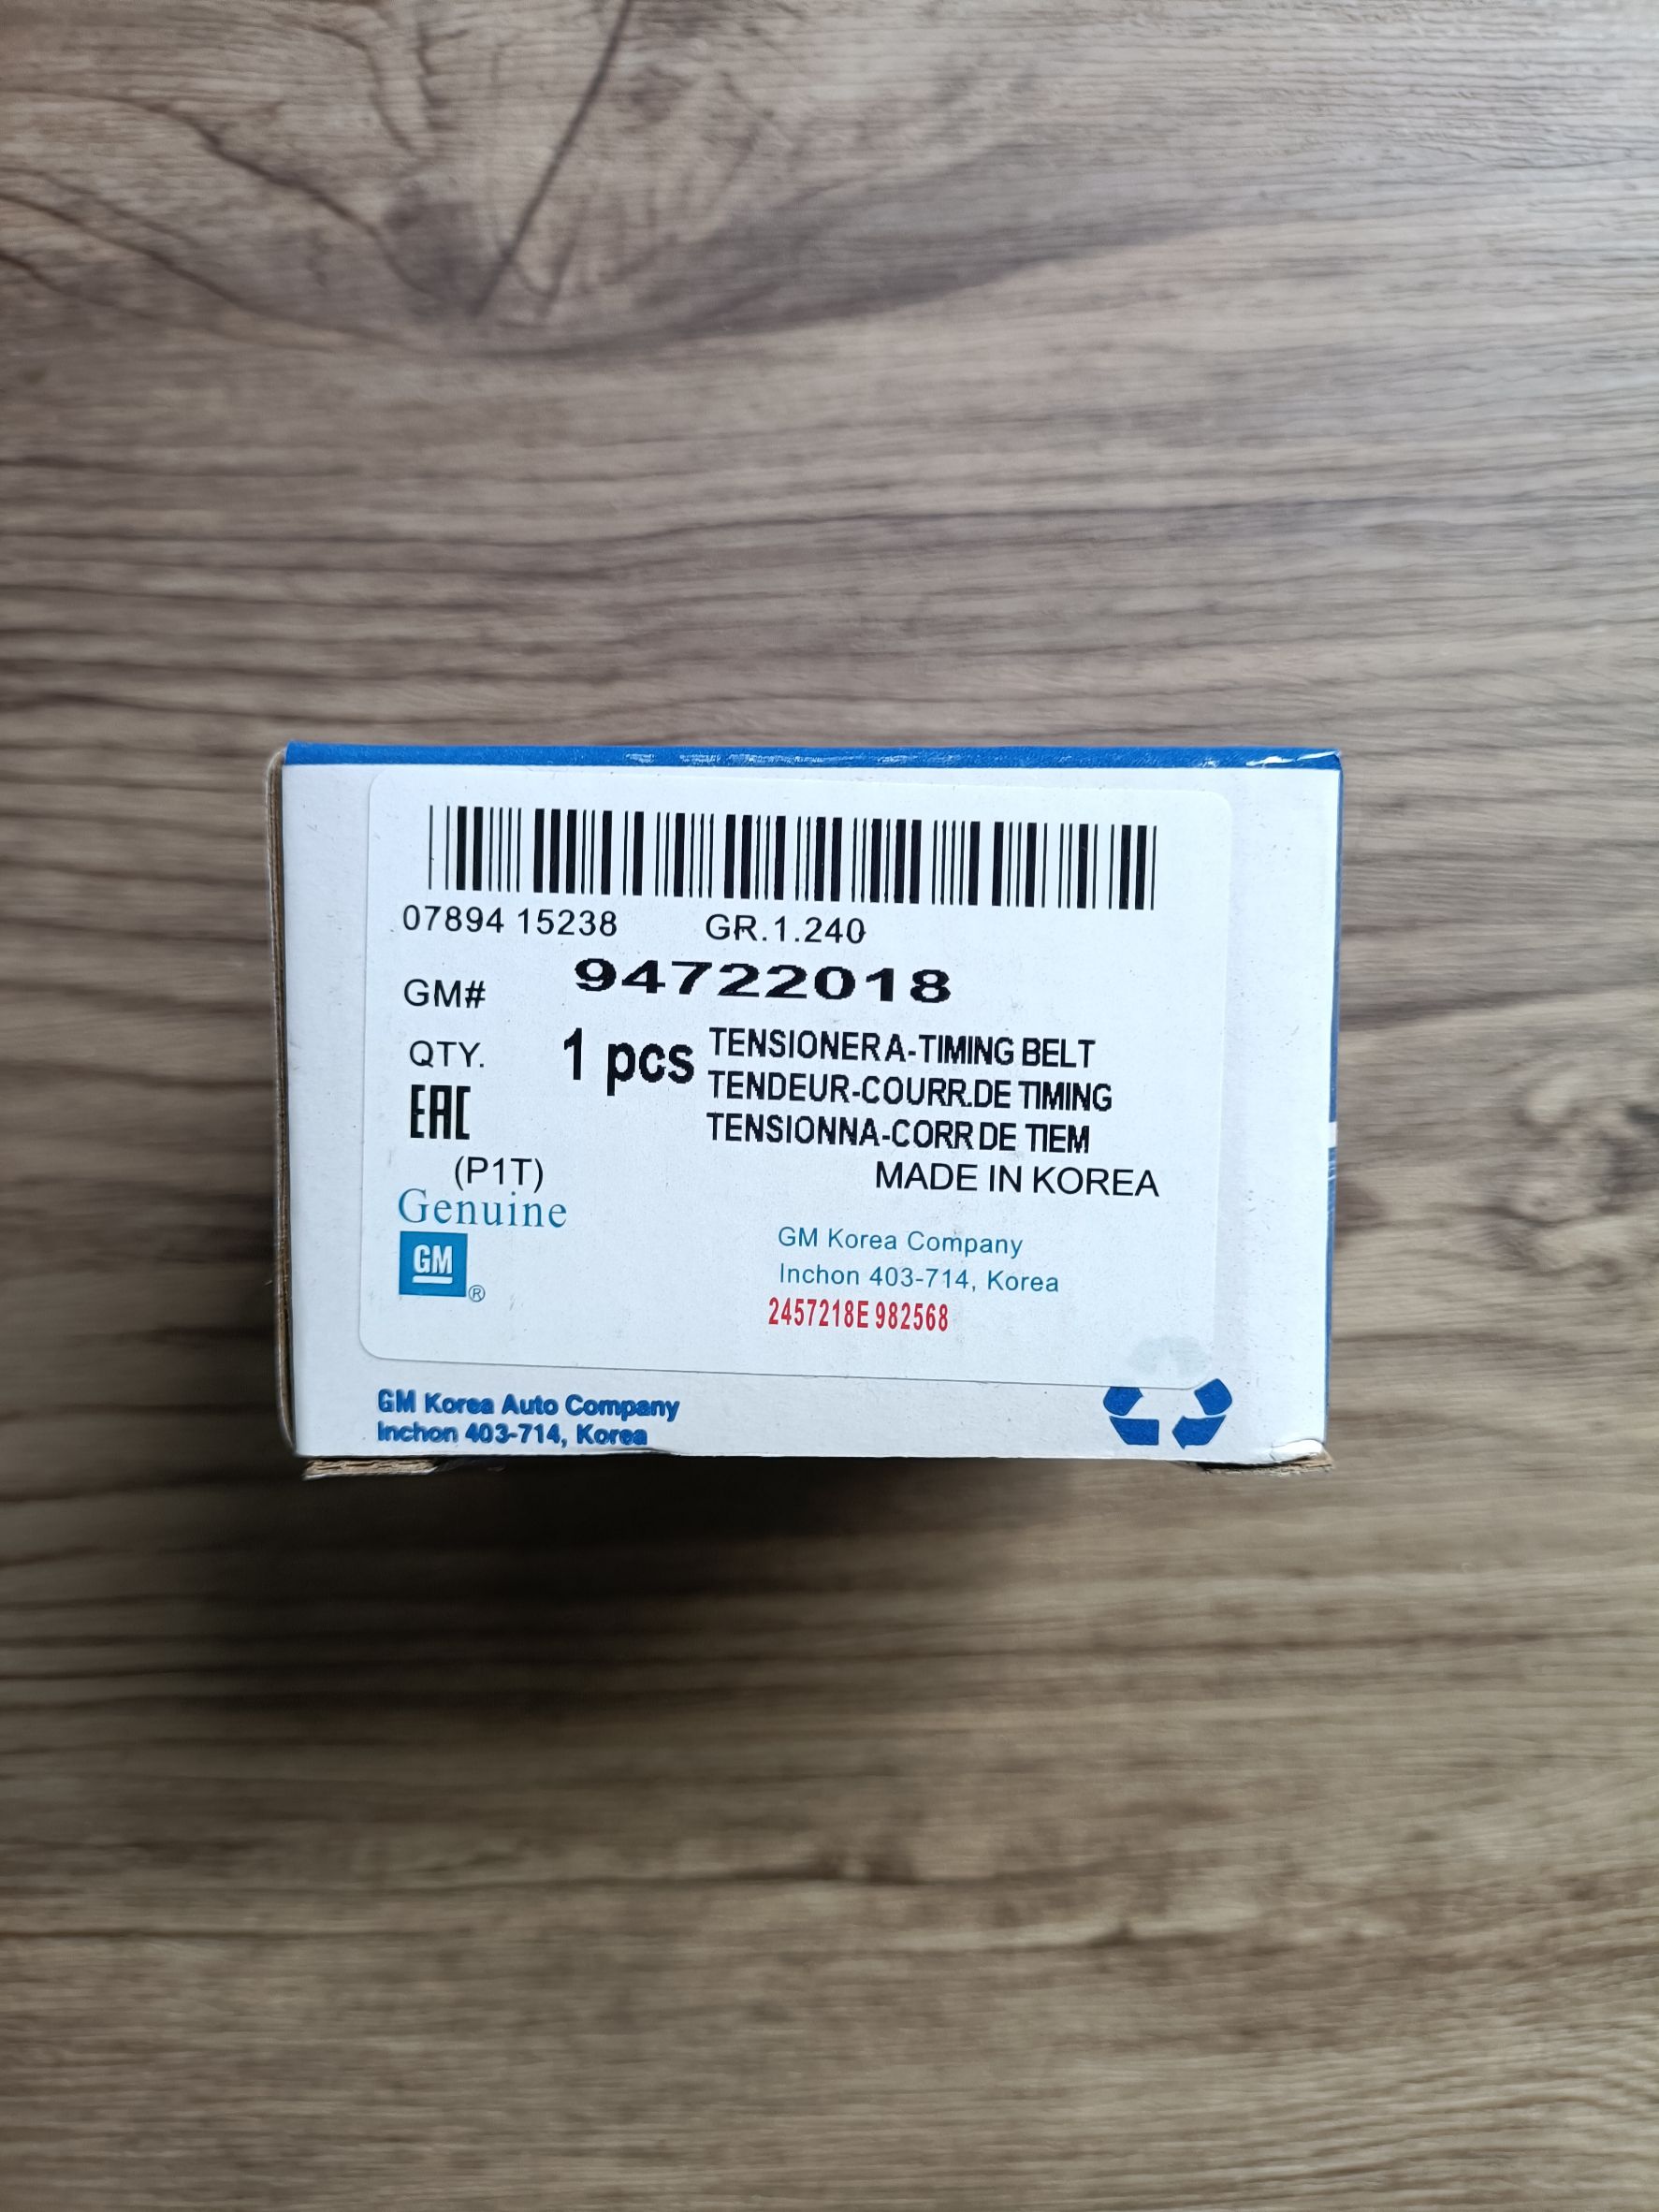 07894 15238 GR.1.240
GM# 94722018
QTY. 1 pcs TENSIONER A-TIMING BELT
TENDEUR-COURR.DE TIMING
TENSIONNA-CORR DE TIEM
EAC
(P1T) MADE IN KOREA
Genuine
GM ®
GM Korea Company
Inchon 403-714, Korea
2457218E 982568
GM Korea Auto Company
Inchon 403-714, Korea